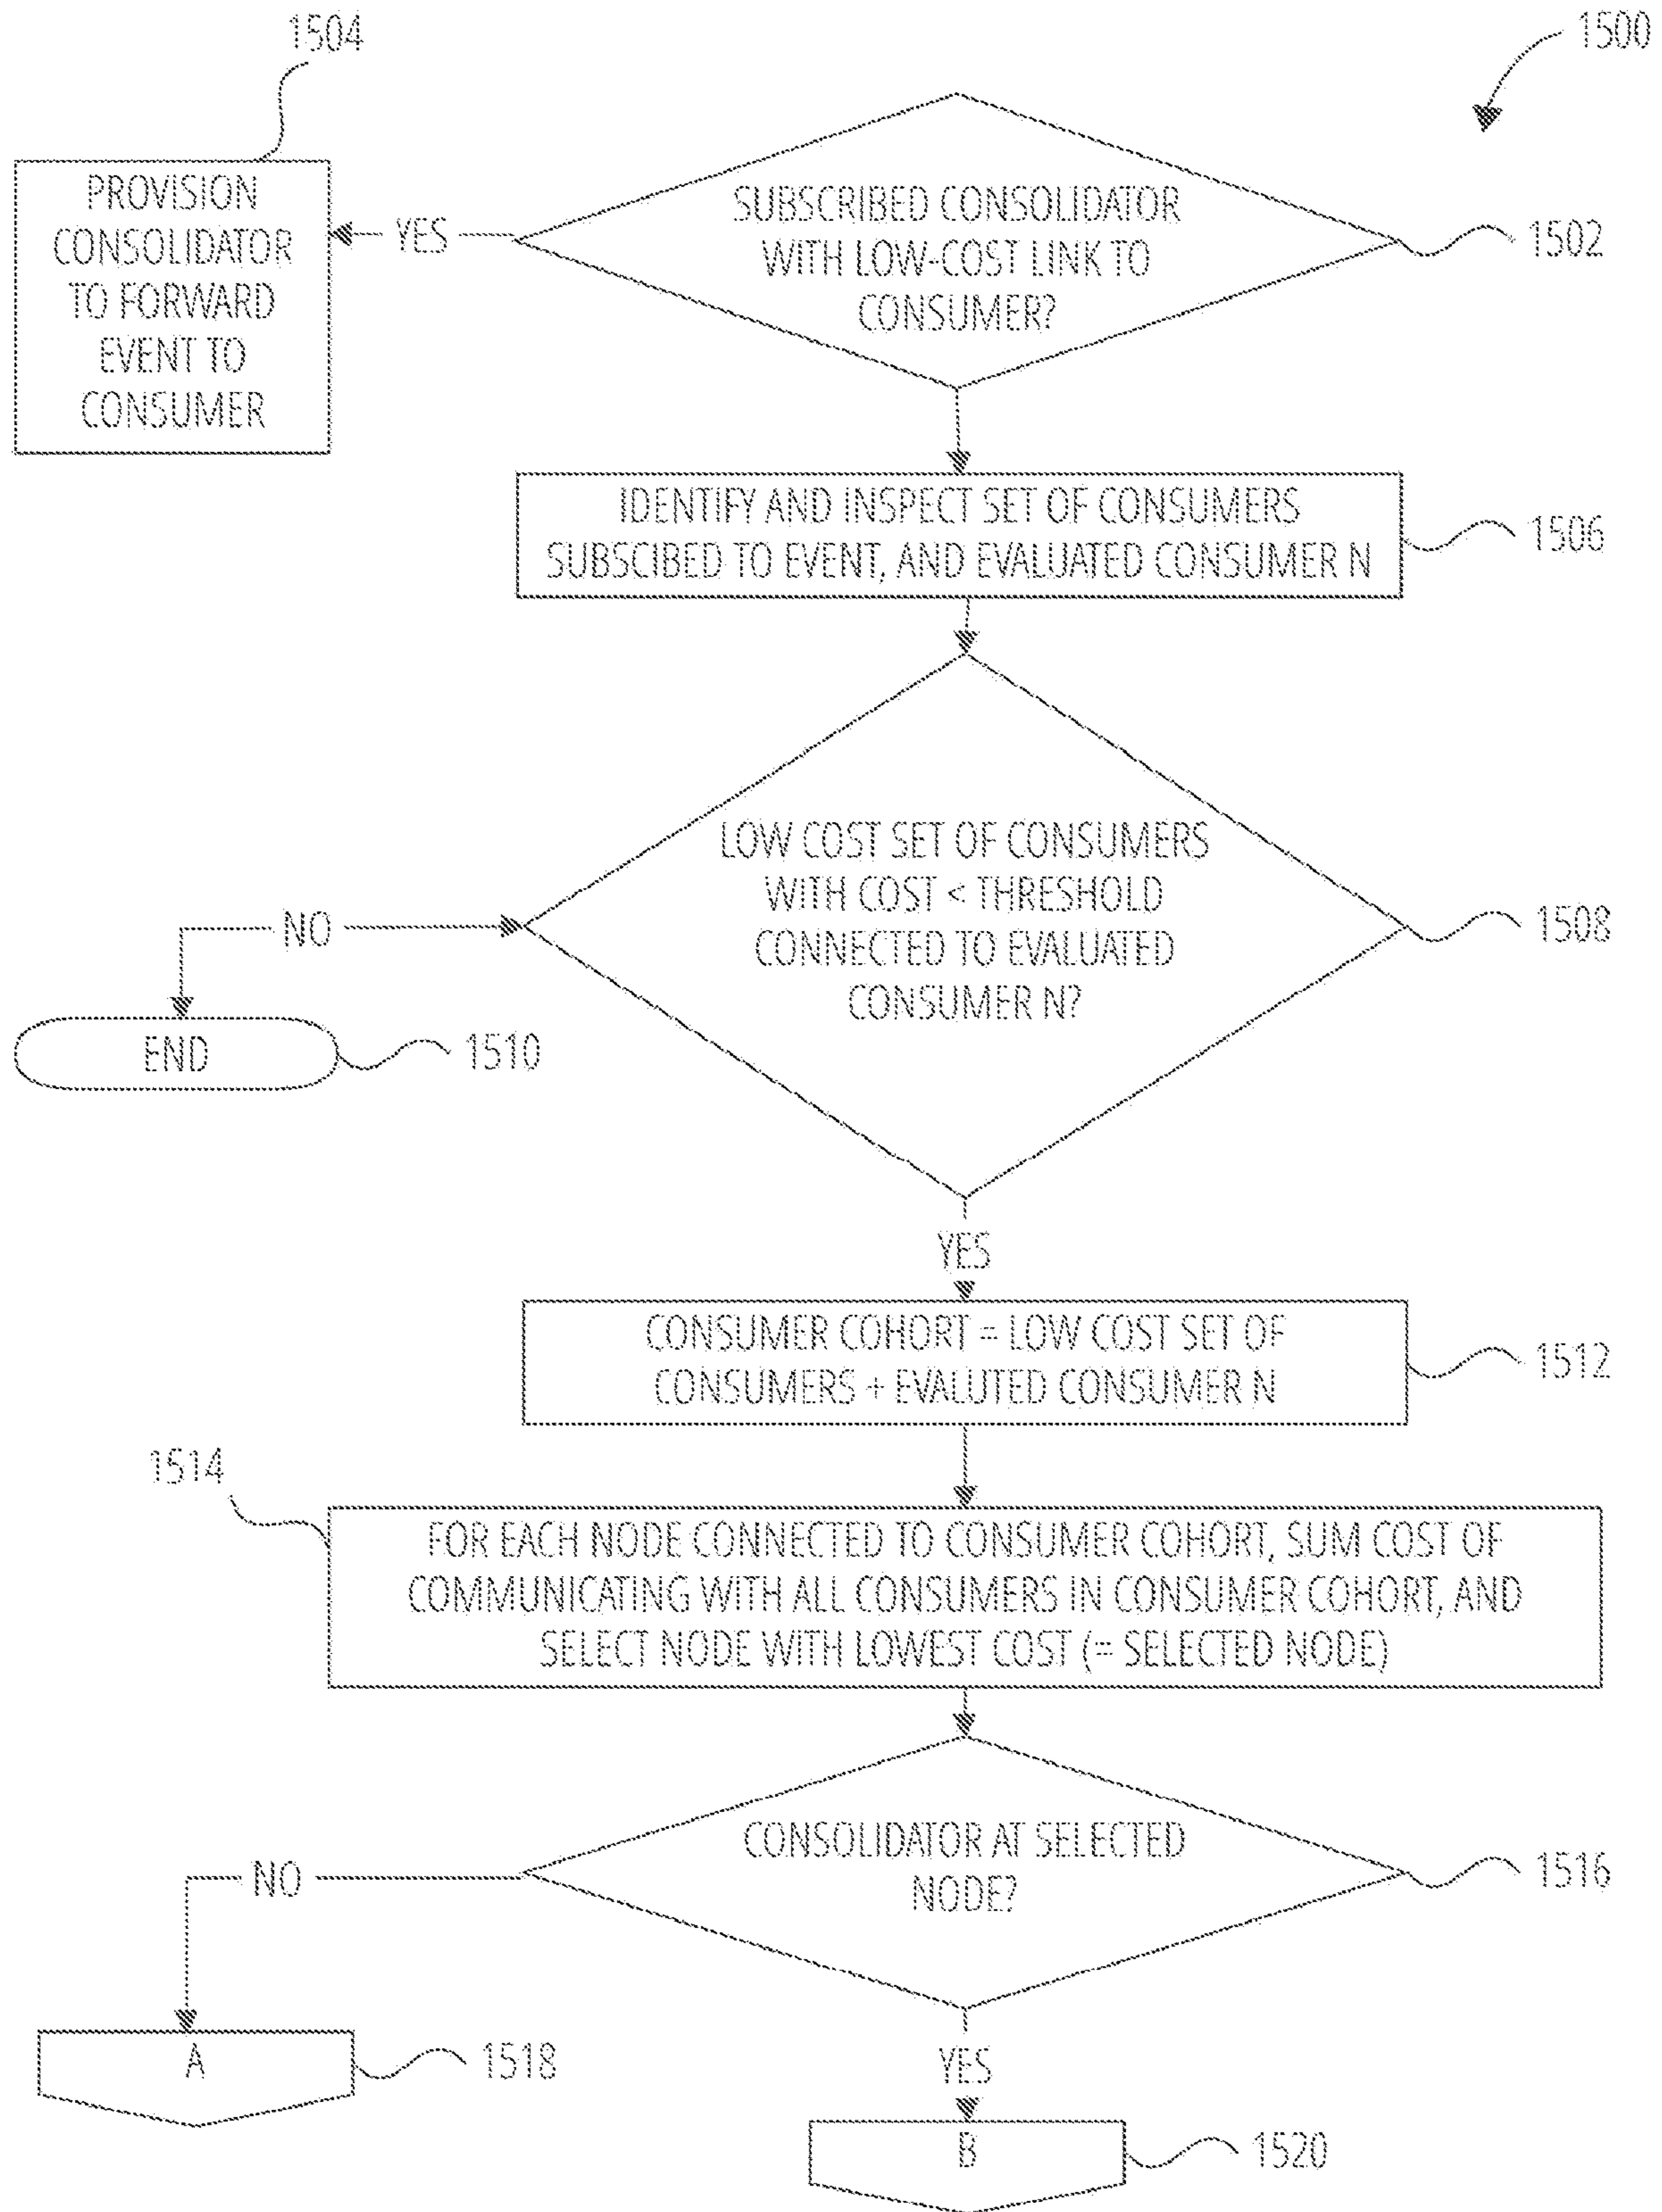 1504
1500
PROVISION
CONSOLIDATOR
TO FORWARD
EVENT TO
CONSUMER
YES
SUBSCRIBED CONSOLIDATOR
WITH LOW-COST LINK TO
CONSUMER?
1502
IDENTIFY AND INSPECT SET OF CONSUMERS
SUBSCIBED TO EVENT, AND EVALUATED CONSUMER N
1506
LOW COST SET OF CONSUMERS
WITH COST < THRESHOLD
CONNECTED TO EVALUATED
CONSUMER N?
1508
NO
END
1510
YES
CONSUMER COHORT = LOW COST SET OF
CONSUMERS + EVALUTED CONSUMER N
1512
1514
FOR EACH NODE CONNECTED TO CONSUMER COHORT, SUM COST OF
COMMUNICATING WITH ALL CONSUMERS IN CONSUMER COHORT, AND
SELECT NODE WITH LOWEST COST (= SELECTED NODE)
CONSOLIDATOR AT SELECTED
NODE?
1516
NO
A
1518
YES
B
1520